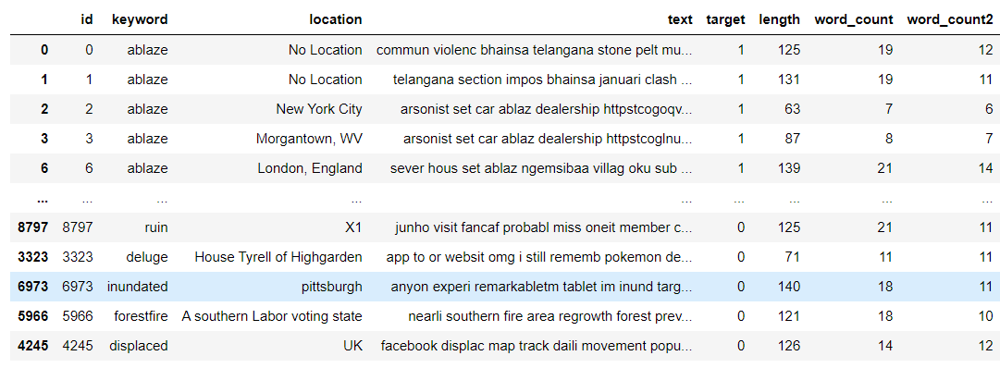 id keyword location text target length word_count word_count2
0 0 ablaze No Location commun violenc bhainsa telangana stone pelt mu... 1 125 19 12
1 1 ablaze No Location telangana section impos bhainsa januari clash ... 1 131 19 11
2 2 ablaze New York City arsonist set car ablaz dealership httpstcogoqv... 1 63 7 6
3 3 ablaze Morgantown, WV arsonist set car ablaz dealership httpstcoglnu... 1 87 8 7
6 6 ablaze London, England sever hous set ablaz ngemsibaa villag oku sub ... 1 139 21 14
... ... ... ... ... ... ... ... ...
8797 8797 ruin X1 junho visit fancaf probabl miss oneit member c... 0 125 21 11
3323 3323 deluge House Tyrell of Highgarden app to or websit omg i still rememb pokemon de... 0 71 11 11
6973 6973 inundated pittsburgh anyon experi remarkabletm tablet im inund targ... 0 140 18 11
5966 5966 forestfire A southern Labor voting state nearli southern fire area regrowth forest prev... 0 121 18 10
4245 4245 displaced UK facebook displac map track daili movement popu... 0 126 14 12